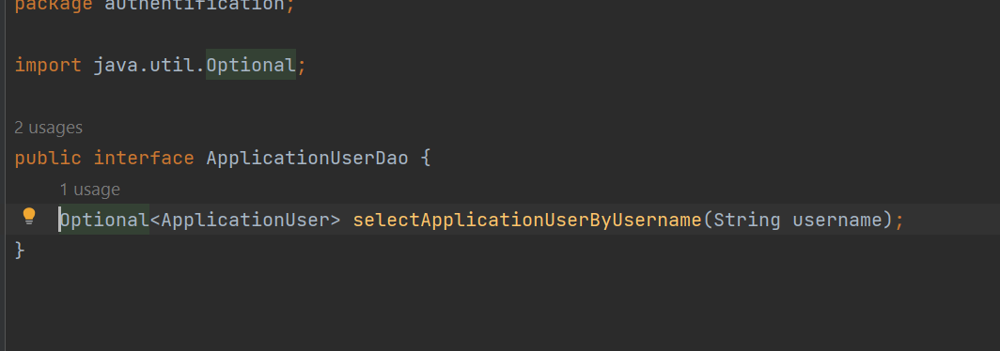 package authentification;
import java.util.Optional;
2 usages
public interface ApplicationUserDao {
1 usage
Optional<ApplicationUser> selectApplicationUserByUsername(String username);
}